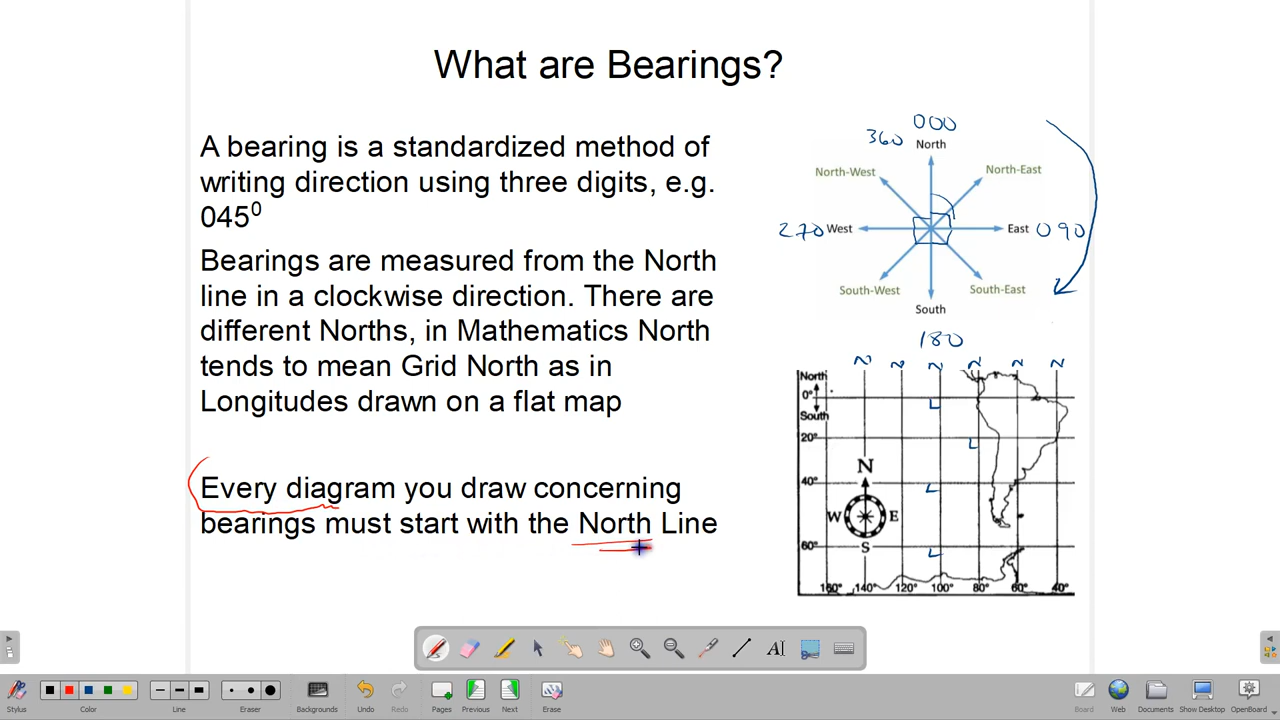 What are Bearings?
A bearing is a standardized method of
writing direction using three digits, e.g.
045⁰
Bearings are measured from the North
line in a clockwise direction. There are
different Norths, in Mathematics North
tends to mean Grid North as in
Longitudes drawn on a flat map
Every diagram you draw concerning
bearings must start with the North Line
000
360
North
North-West
North-East
270 West
East 090
South-West
South-East
South
180
N N N N N N
North
0°
South
20°
40°
60°
N
W E
S
160° 140° 120° 100° 80° 60° 40°
Stylus
Color
Line
Eraser
Backgrounds
Undo
Redo
Pages
Previous
Next
Erase
Board
Web
Documents
Show Desktop
OpenBoard